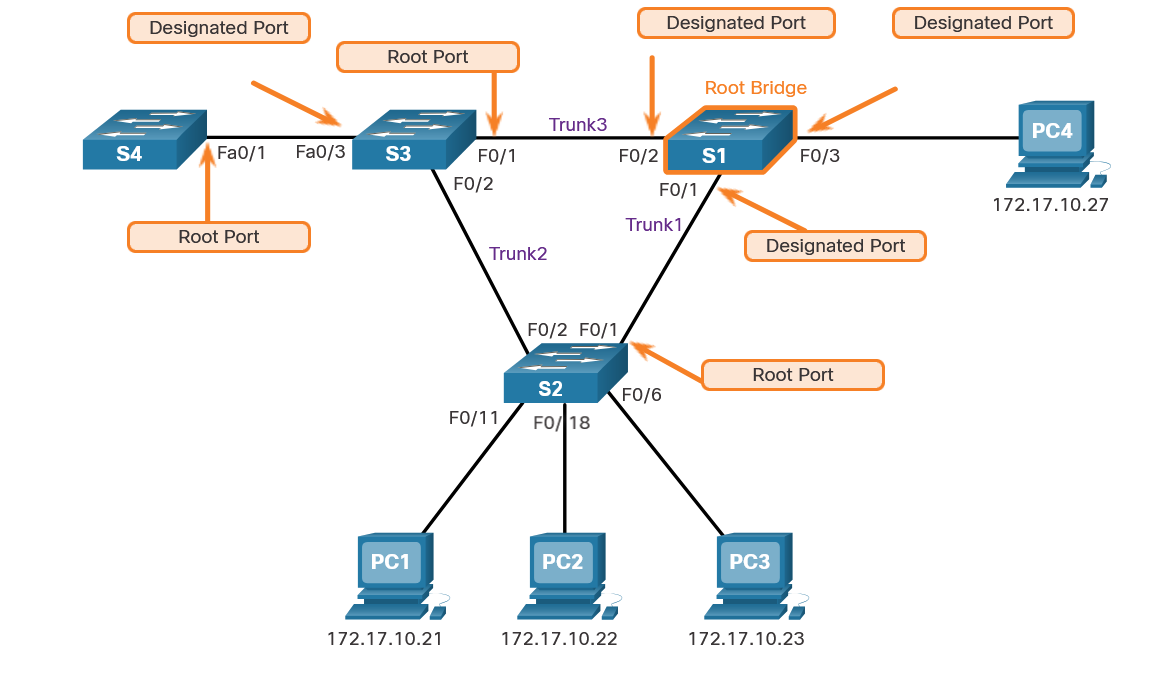 Designated Port
Root Port
Designated Port
Designated Port
Root Bridge
Trunk3
PC4
S4
Fa0/1
Fa0/3
S3
F0/1
F0/2
S1
F0/3
F0/2
F0/1
172.17.10.27
Trunk1
Root Port
Designated Port
Trunk2
F0/2
F0/1
S2
Root Port
F0/6
F0/11
F0/18
PC1
PC2
PC3
172.17.10.21
172.17.10.22
172.17.10.23